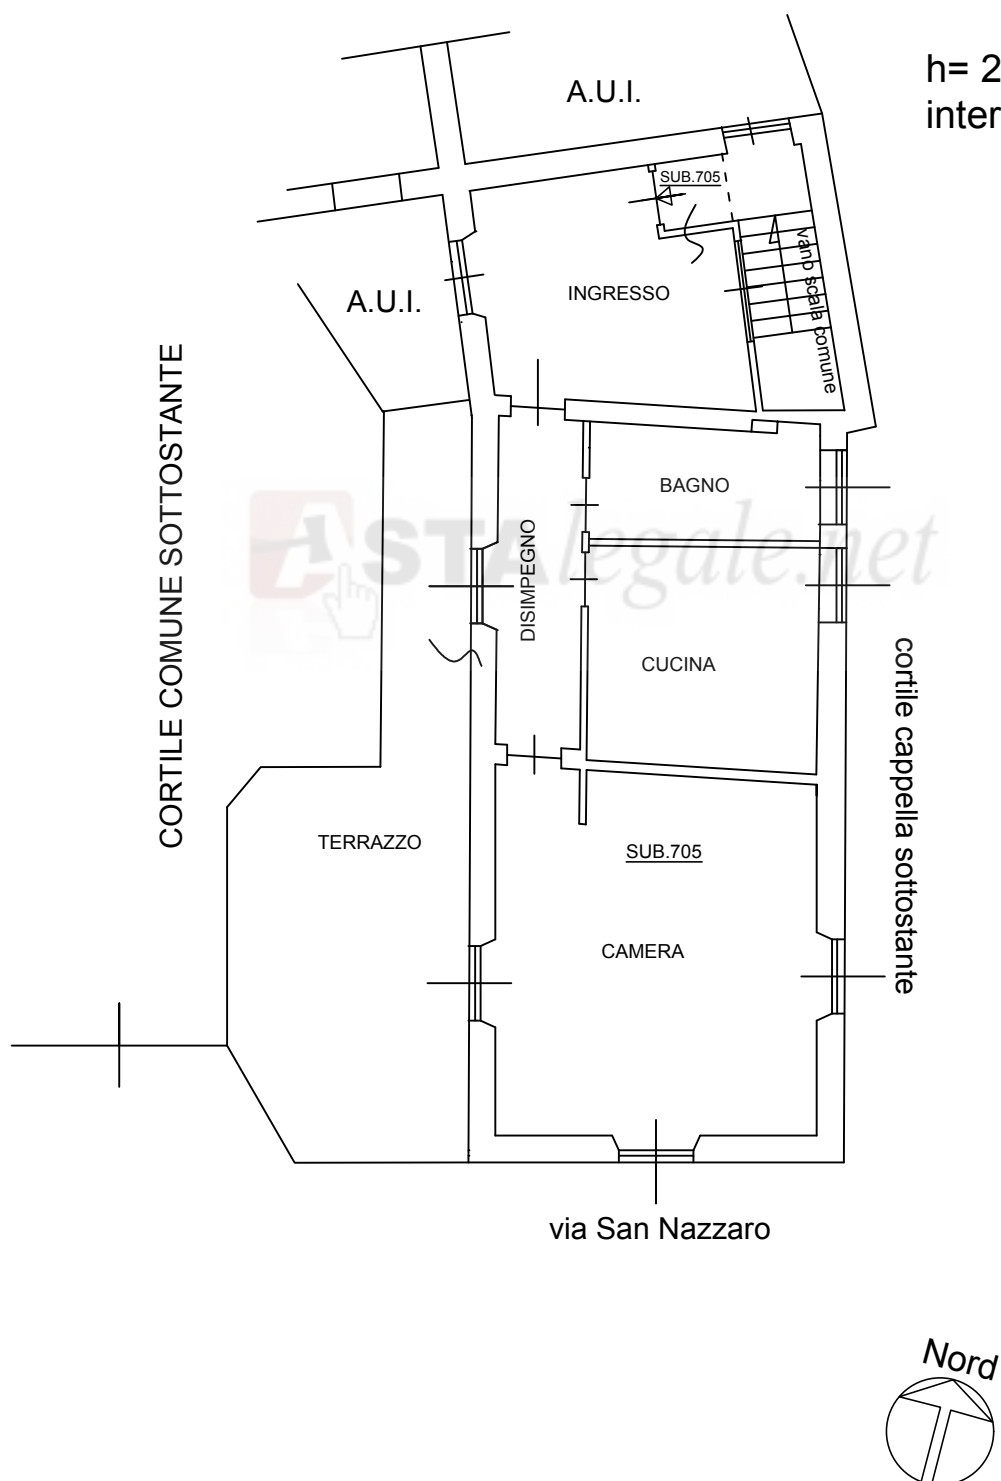 h= 2
inter
A.U.I.
SUB.705
vano scala comune
INGRESSO
A.U.I.
CORTILE COMUNE SOTTOSTANTE
BAGNO
ASTAlegale.net
DISIMPEGNO
CUCINA
cortile cappella sottostante
TERRAZZO
SUB.705
CAMERA
via San Nazzaro
Nord